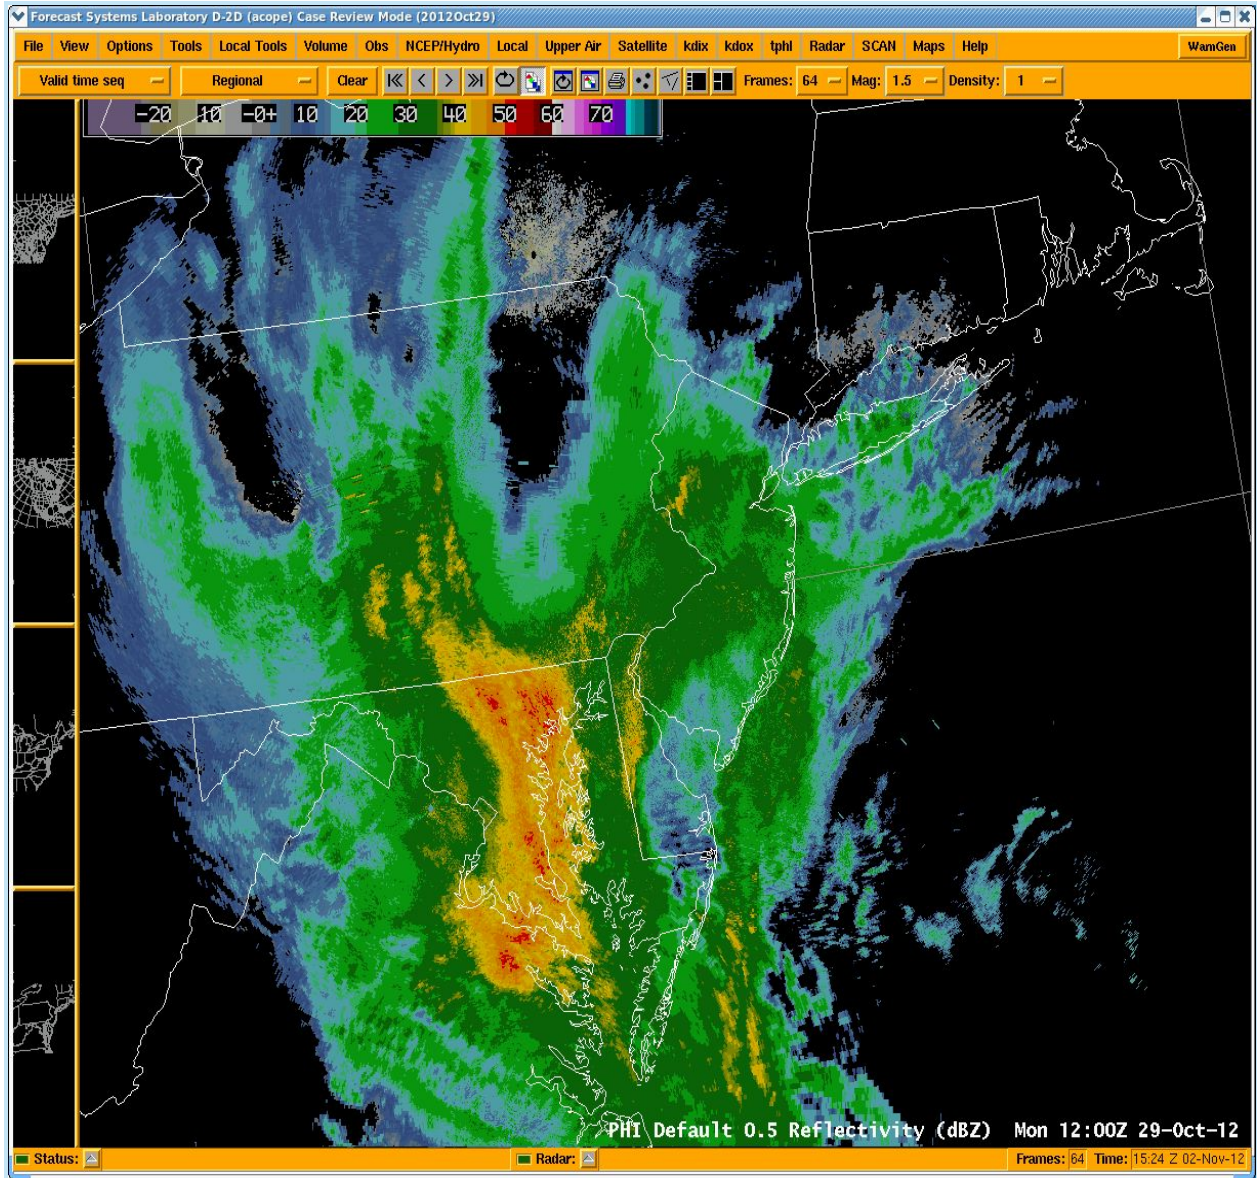 Forecast Systems Laboratory D-2D (acope) Case Review Mode (2012Oct29)
File View Options Tools Local Tools Volume Obs NCEP/Hydro Local Upper Air Satellite kdix kdox tphl Radar SCAN Maps Help WarnGen
Valid time seq Regional Clear Frames: 64 Mag: 1.5 Density: 1
-20 -10 -0+ 10 20 30 40 50 60 70
PHI Default 0.5 Reflectivity (dBZ) Mon 12:00Z 29-Oct-12
Status: Radar: Frames: 64 Time: 15:24 Z 02-Nov-12